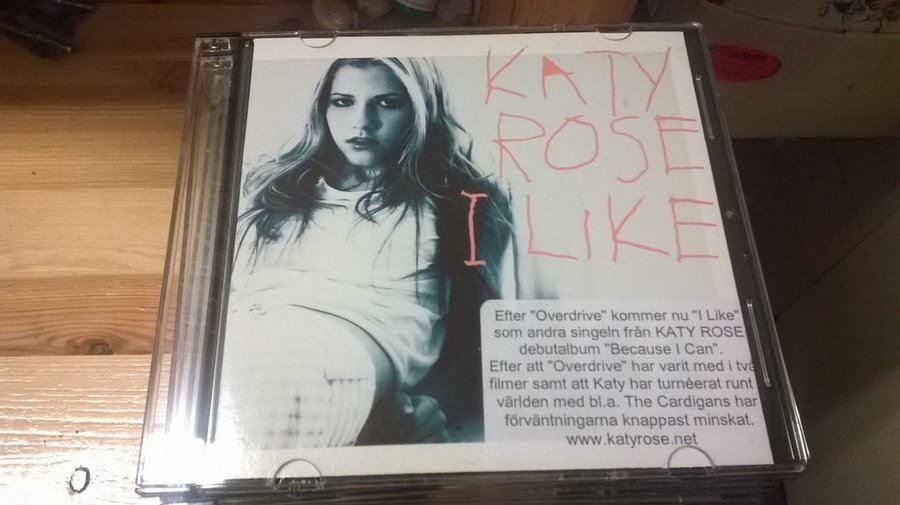 KATY
ROSE
I LIKE
Efter "Overdrive" kommer nu "I Like"
som andra singeln från KATY ROSE
debutalbum "Because I Can".
Efter att "Overdrive" har varit med i två
filmer samt att Katy har turnéerat runt i
världen med bl.a. The Cardigans har
förväntningarna knappast minskat.
www.katyrose.net